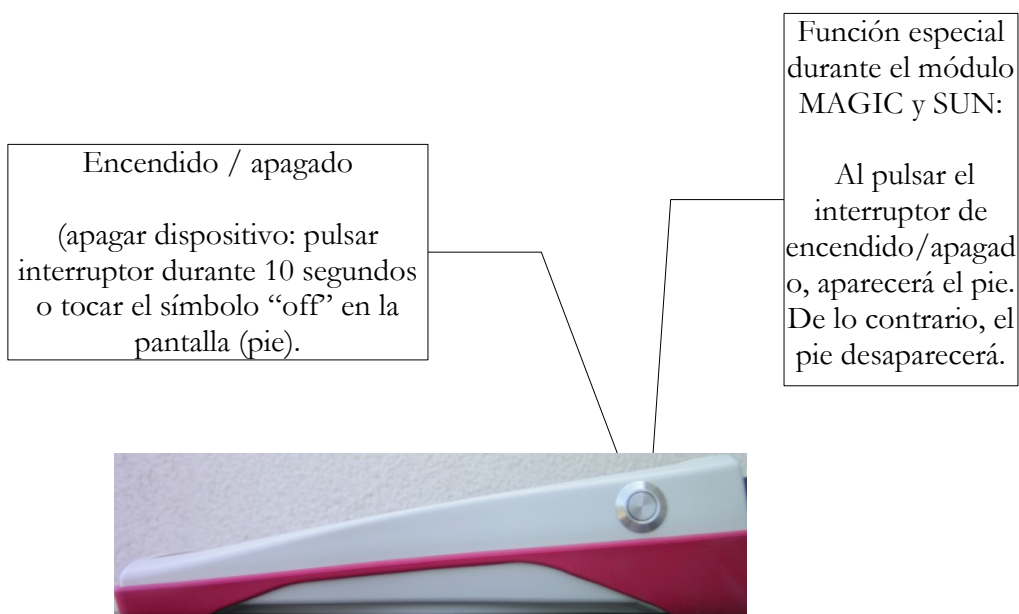 Encendido / apagado
(apagar dispositivo: pulsar
interruptor durante 10 segundos
o tocar el símbolo “off” en la
pantalla (pie).
Función especial
durante el módulo
MAGIC y SUN:
Al pulsar el
interruptor de
encendido/apagad
o, aparecerá el pie.
De lo contrario, el
pie desaparecerá.